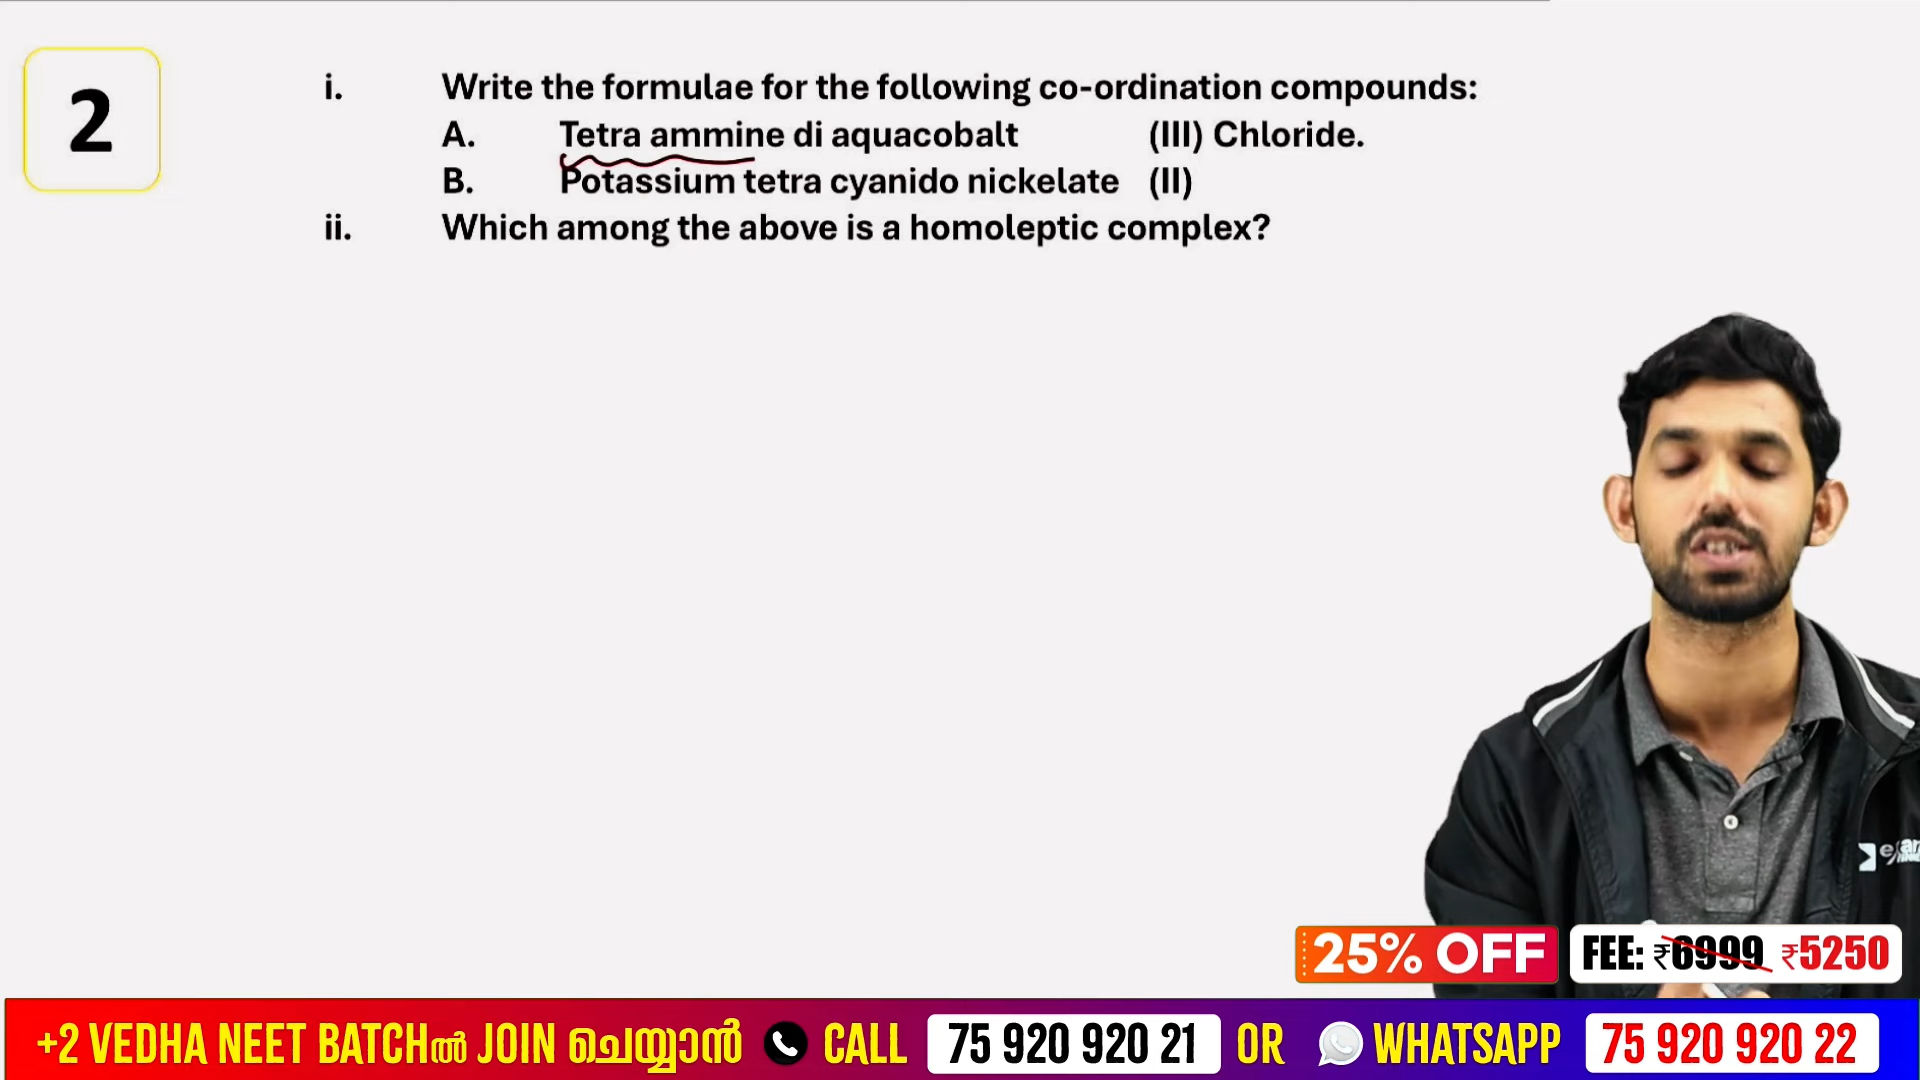 2
i. Write the formulae for the following co-ordination compounds:
A. Tetra ammine di aquacobalt (III) Chloride.
B. Potassium tetra cyanido nickelate (II)
ii. Which among the above is a homoleptic complex?
25% OFF FEE: ₹6999 ₹5250
+2 VEDHA NEET BATCHൽ JOIN ചെയ്യാൻ CALL 75 920 920 21 OR WHATSAPP 75 920 920 22